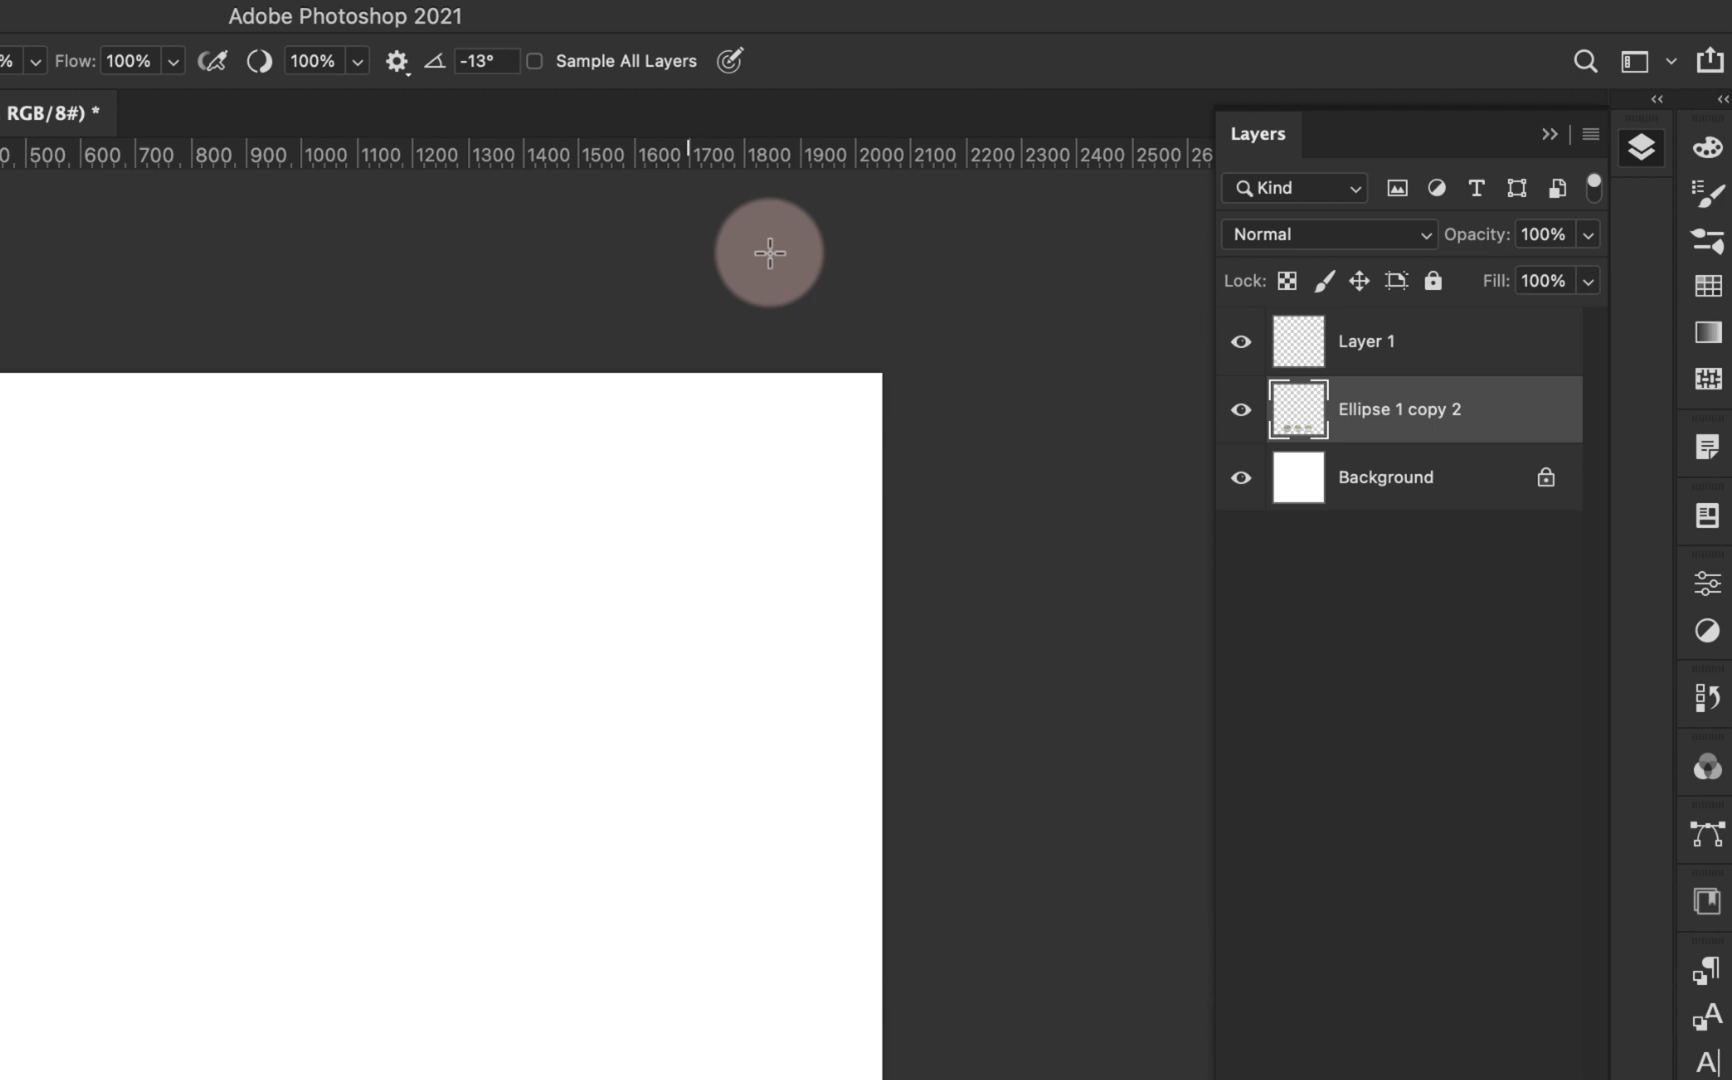 Adobe Photoshop 2021
% Flow: 100% 100% -13° Sample All Layers
RGB/8#) *
0 500 600 700 800 900 1000 1100 1200 1300 1400 1500 1600 1700 1800 1900 2000 2100 2200 2300 2400 2500 26
Layers
Kind
Normal Opacity: 100%
Lock: Fill: 100%
Layer 1
Ellipse 1 copy 2
Background